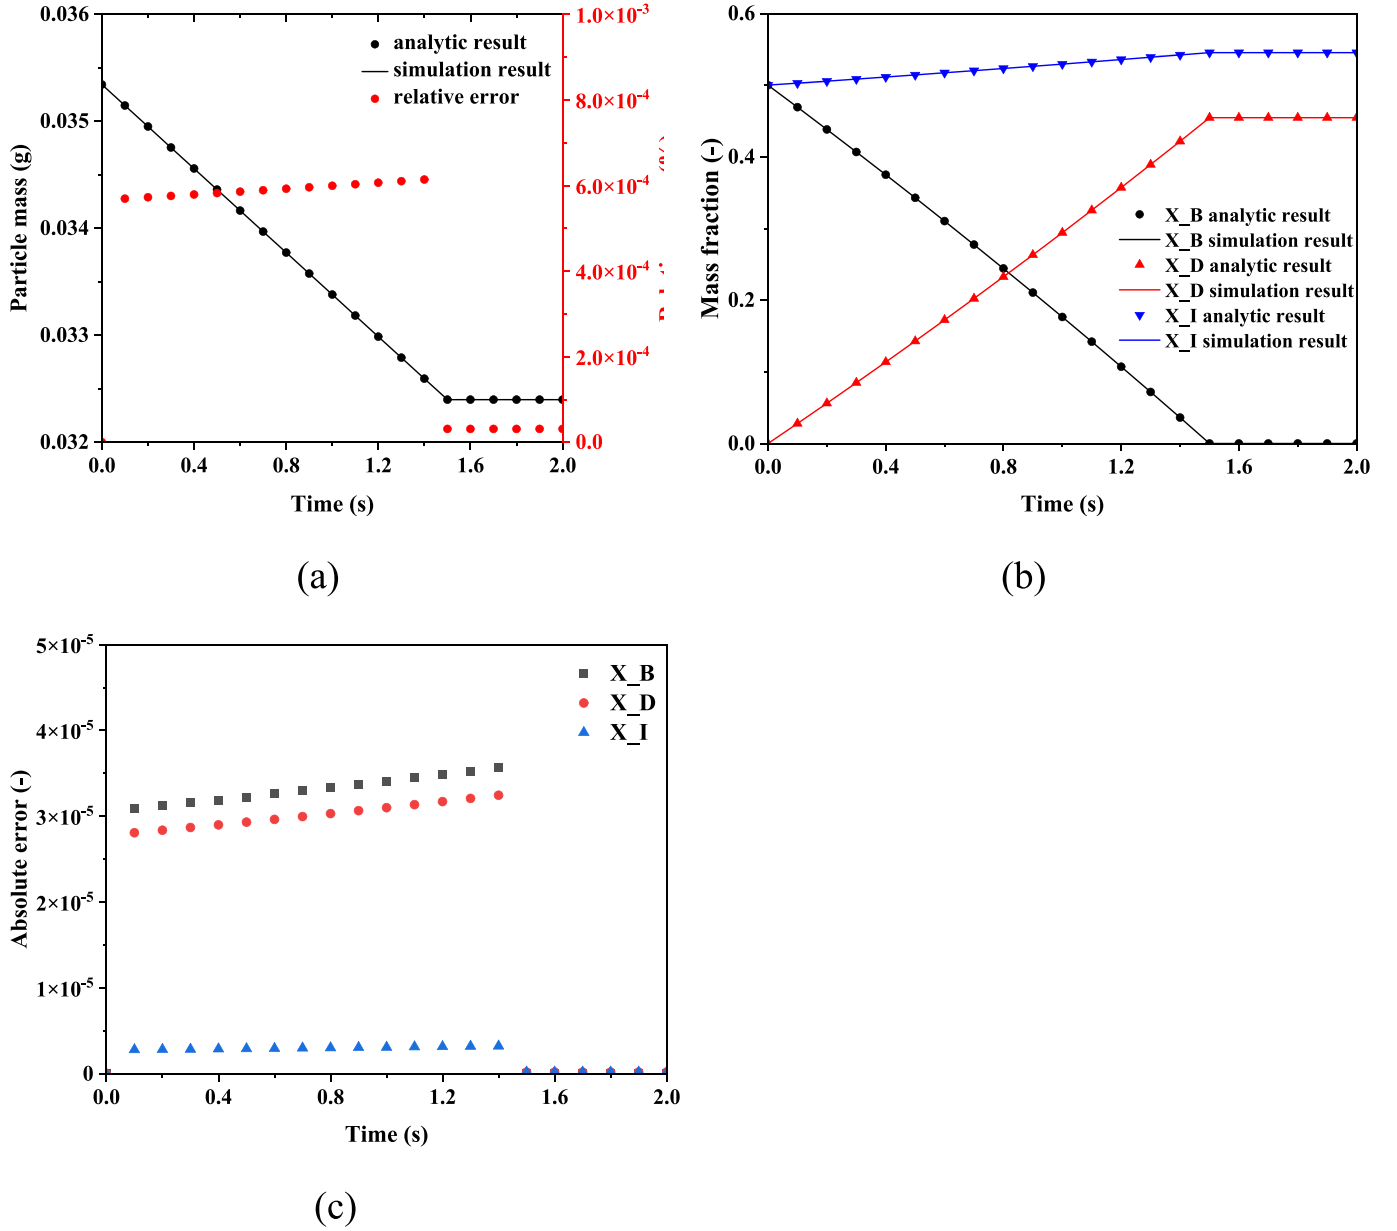 0.036
0.035
0.034
0.033
0.032
Particle mass (g)
analytic result
simulation result
relative error
1.0×10⁻³
8.0×10⁻⁴
6.0×10⁻⁴
4.0×10⁻⁴
2.0×10⁻⁴
0.0
0.0 0.4 0.8 1.2 1.6 2.0
Time (s)
(a)
0.6
0.4
0.2
0.0
Mass fraction (-)
X_B analytic result
X_B simulation result
X_D analytic result
X_D simulation result
X_I analytic result
X_I simulation result
0.0 0.4 0.8 1.2 1.6 2.0
Time (s)
(b)
5×10⁻⁵
4×10⁻⁵
3×10⁻⁵
2×10⁻⁵
1×10⁻⁵
0
Absolute error (-)
X_B
X_D
X_I
0.0 0.4 0.8 1.2 1.6 2.0
Time (s)
(c)